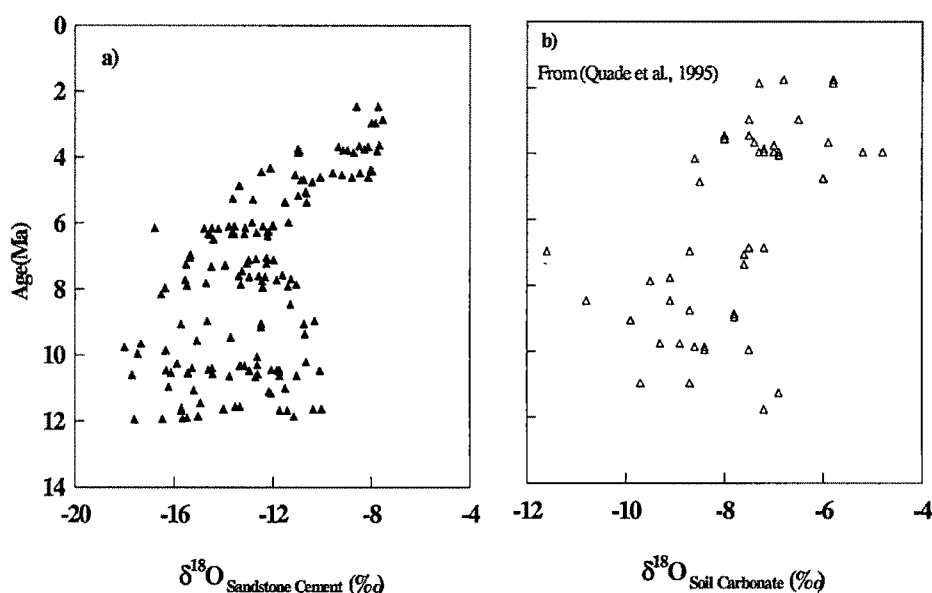 0
2
4
6
8
10
12
14
Age(Ma)
a)
-20 -16 -12 -8 -4
δ18O Sandstone Cement (‰)
b)
From (Quade et al., 1995)
-12 -10 -8 -6 -4
δ18O Soil Carbonate (‰)